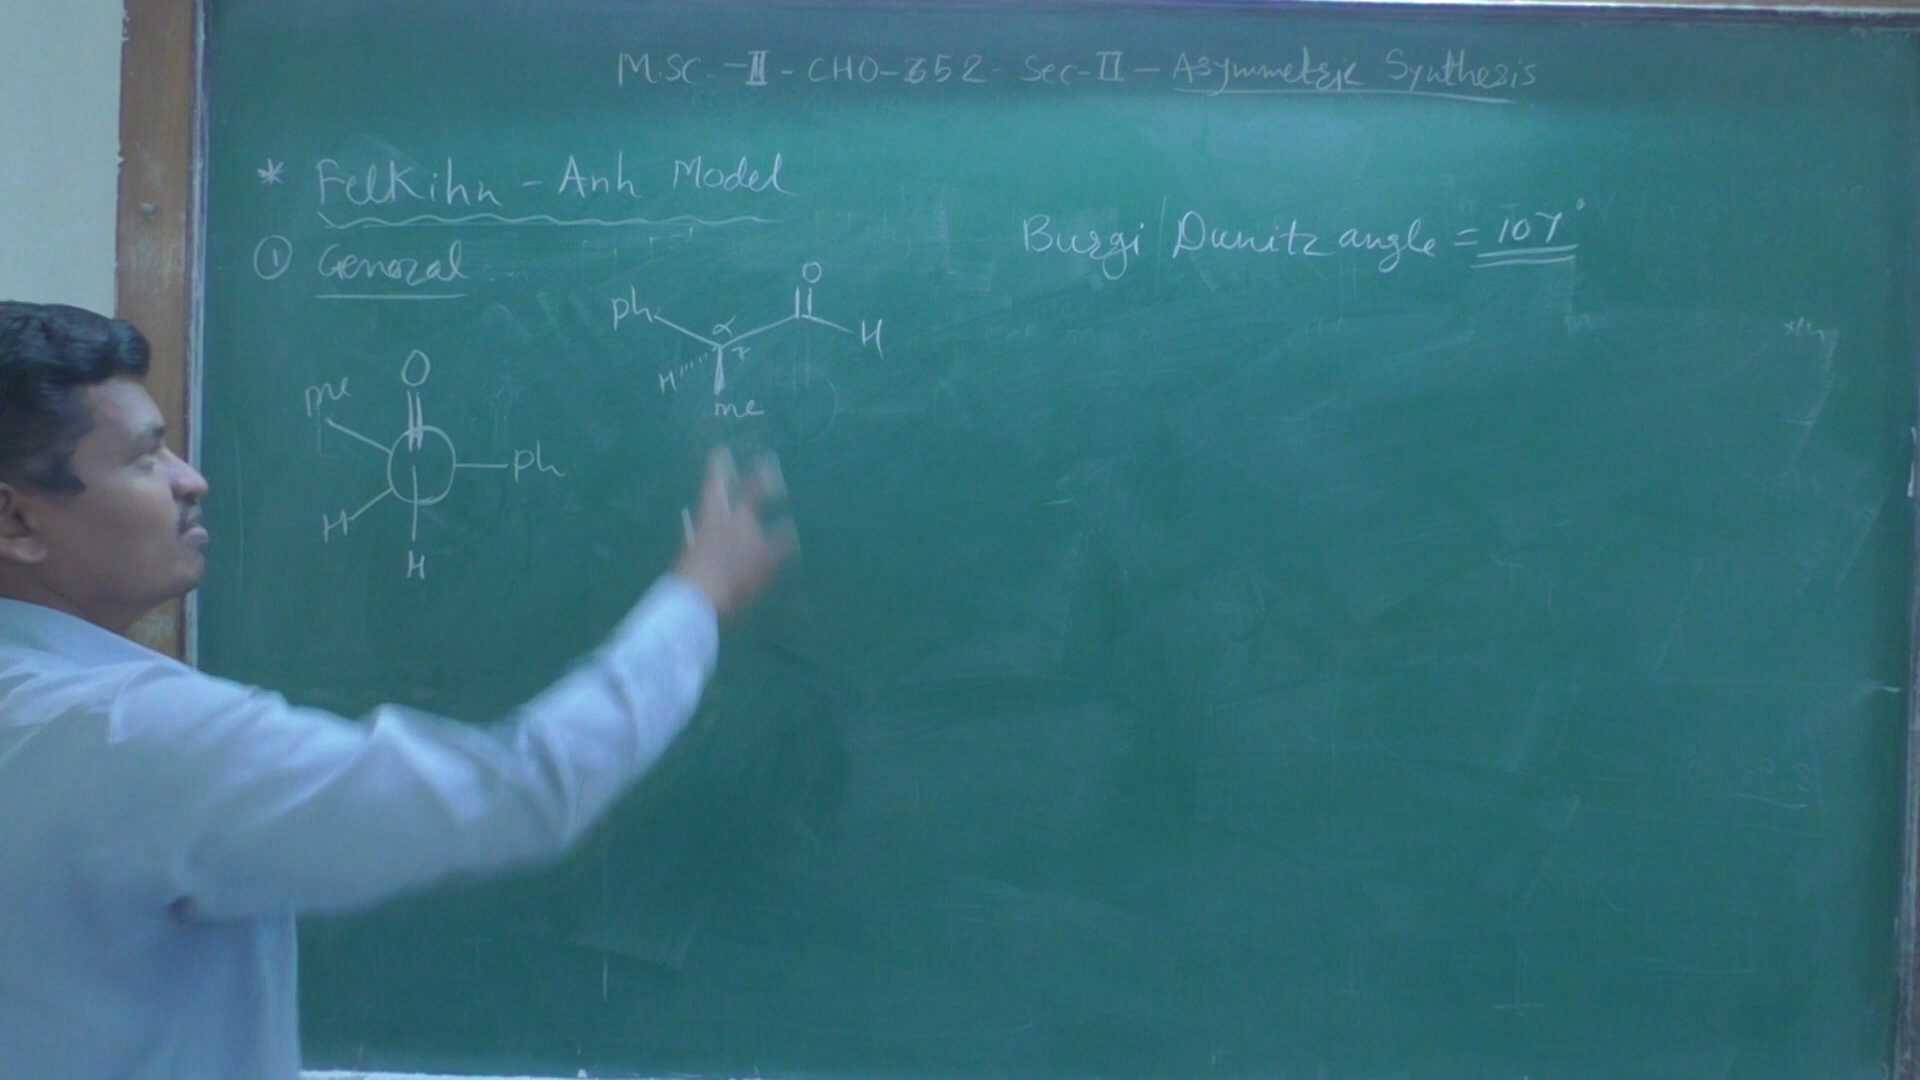 M.SC. -II - CHO-352- Sec-II - Asymmetric Synthesis
* Felkihn - Anh Model
Burgi / Dunitz angle = 107°
① General
O
Ph
α
*
H
H
me
O
me
Ph
H
H